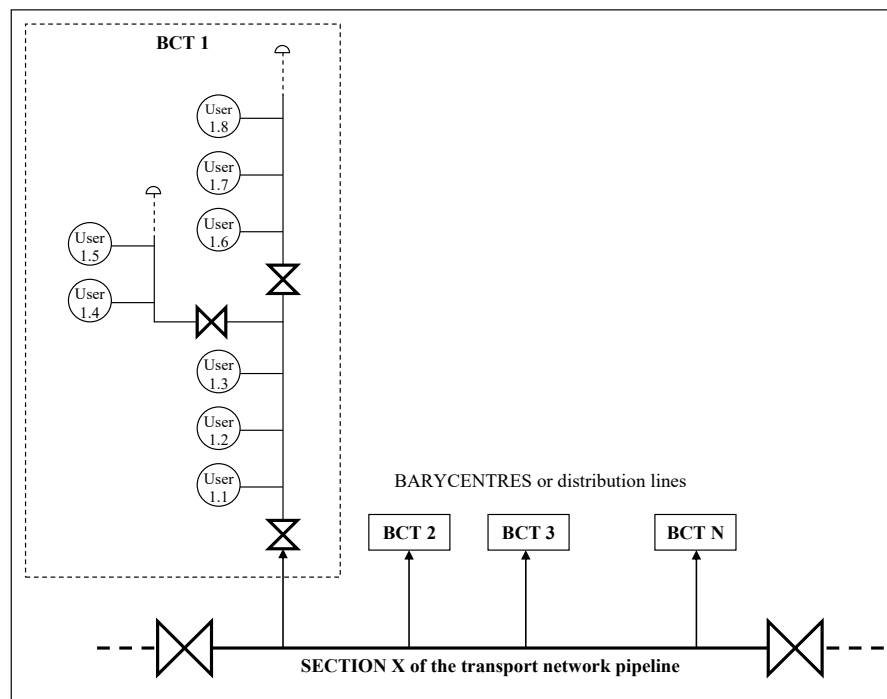 BCT 1
User
1.8
User
1.7
User
1.6
User
1.5
User
1.4
User
1.3
User
1.2
User
1.1
BARYCENTRES or distribution lines
BCT 2
BCT 3
BCT N
SECTION X of the transport network pipeline